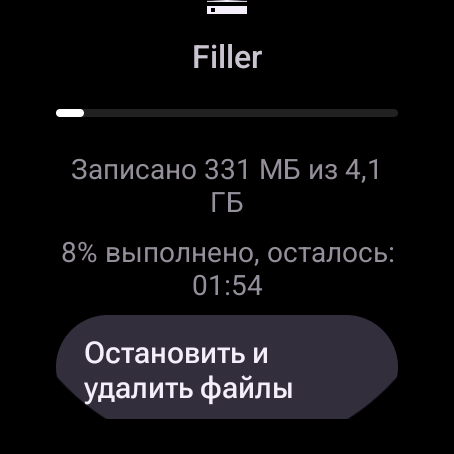 Filler
Записано 331 МБ из 4,1
ГБ
8% выполнено, осталось:
01:54
Остановить и
удалить файлы